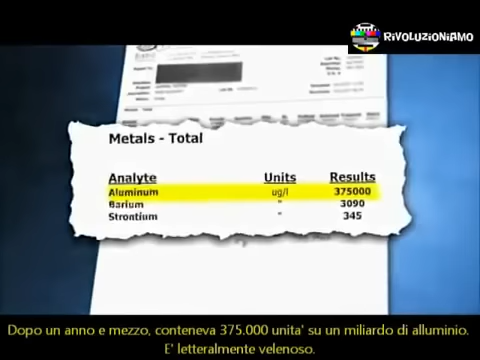 RiVOLUZiONiAMO
Metals - Total
Analyte Units Results
Aluminum ug/l 375000
Barium " 3090
Strontium " 345
Dopo un anno e mezzo, conteneva 375.000 unita' su un miliardo di alluminio.
E' letteralmente velenoso.